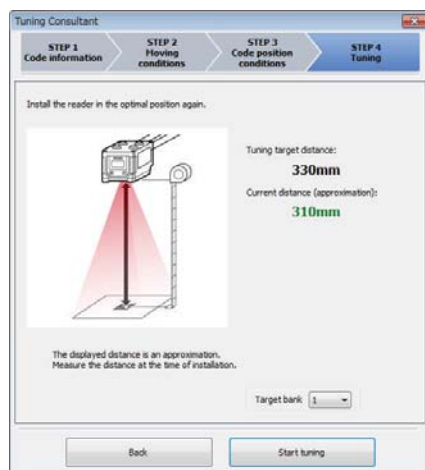 Tuning Consultant
STEP 1
Code information
STEP 2
Moving
conditions
STEP 3
Code position
conditions
STEP 4
Tuning
Install the reader in the optimal position again.
Tuning target distance:
330mm
Current distance (approximation):
310mm
The displayed distance is an approximation.
Measure the distance at the time of installation.
Target bank 1
Back
Start tuning